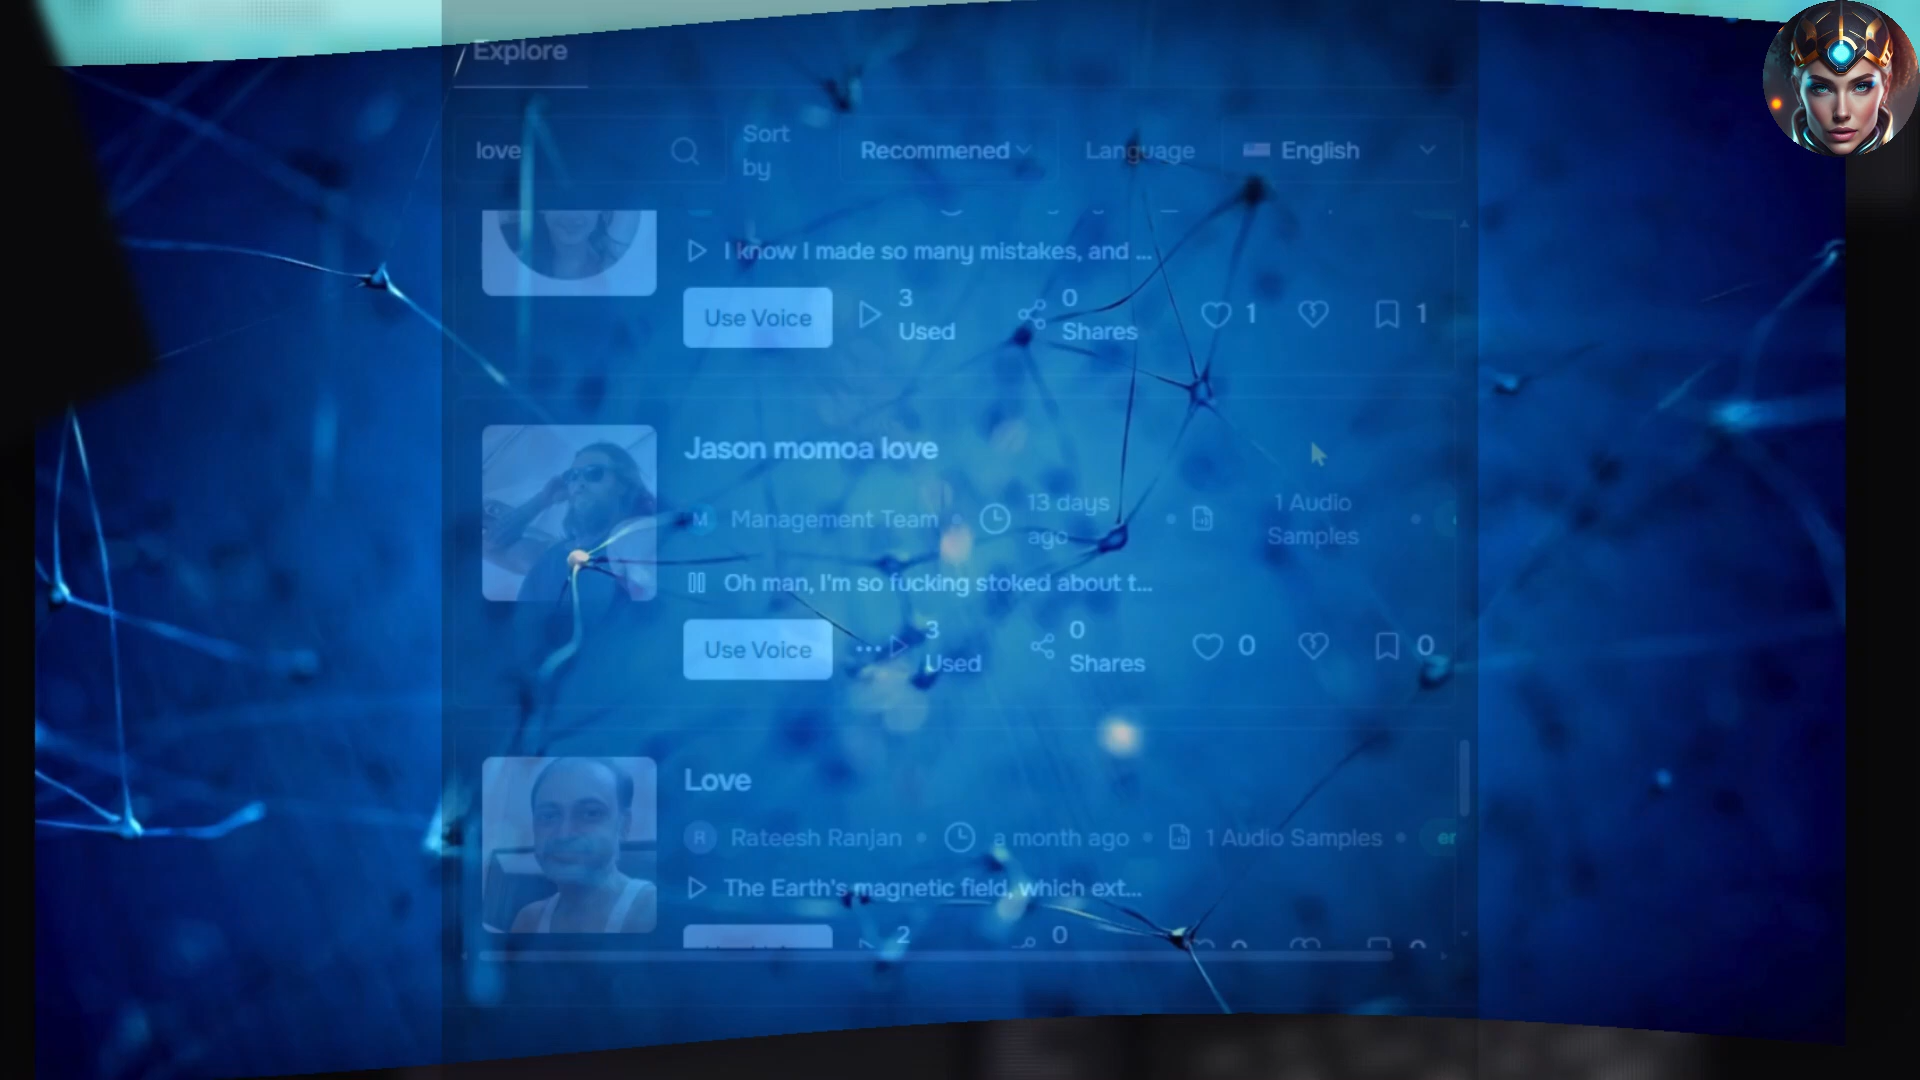 Explore
love
Sort by
Recommened
Language
English
I know I made so many mistakes, and ...
Use Voice
3 Used
0 Shares
1
1
Jason momoa love
M Management Team
13 days ago
1 Audio Samples
Oh man, I'm so fucking stoked about t...
Use Voice
3 Used
0 Shares
0
0
Love
R Rateesh Ranjan
a month ago
1 Audio Samples
er
The Earth's magnetic field, which ext...
2
0